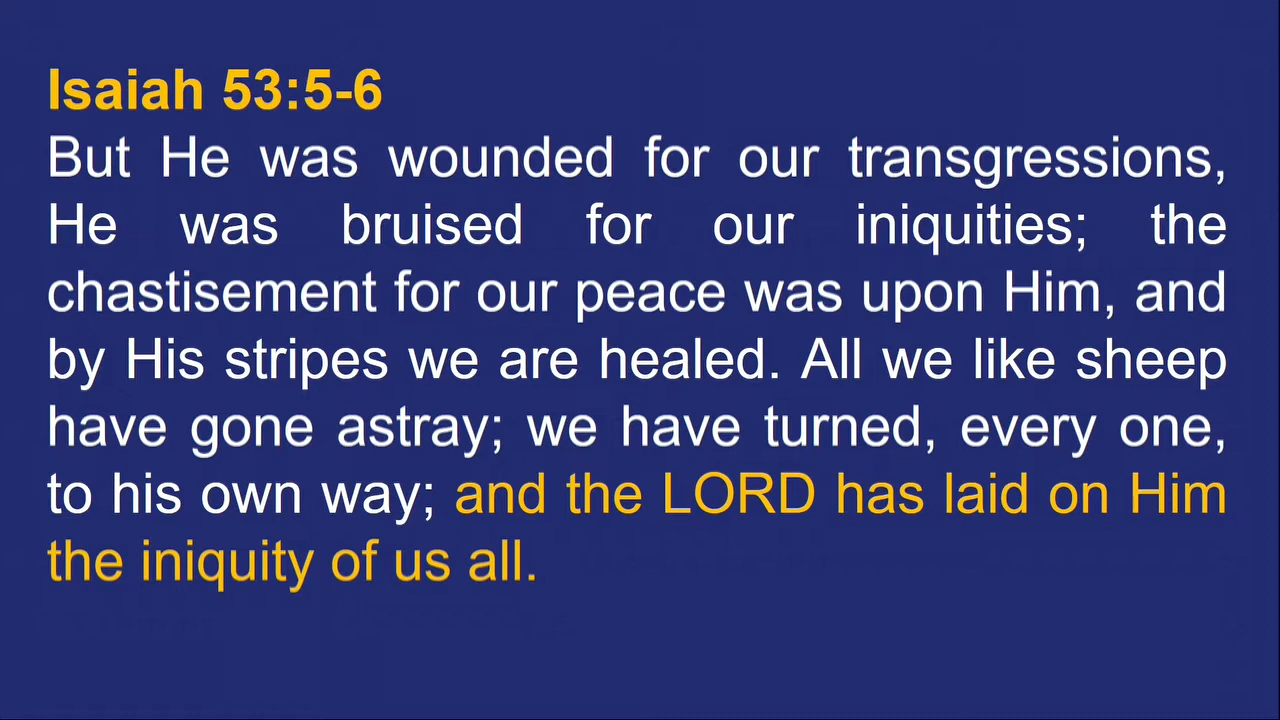 Isaiah 53:5-6
But He was wounded for our transgressions,
He was bruised for our iniquities; the
chastisement for our peace was upon Him, and
by His stripes we are healed. All we like sheep
have gone astray; we have turned, every one,
to his own way; and the LORD has laid on Him
the iniquity of us all.